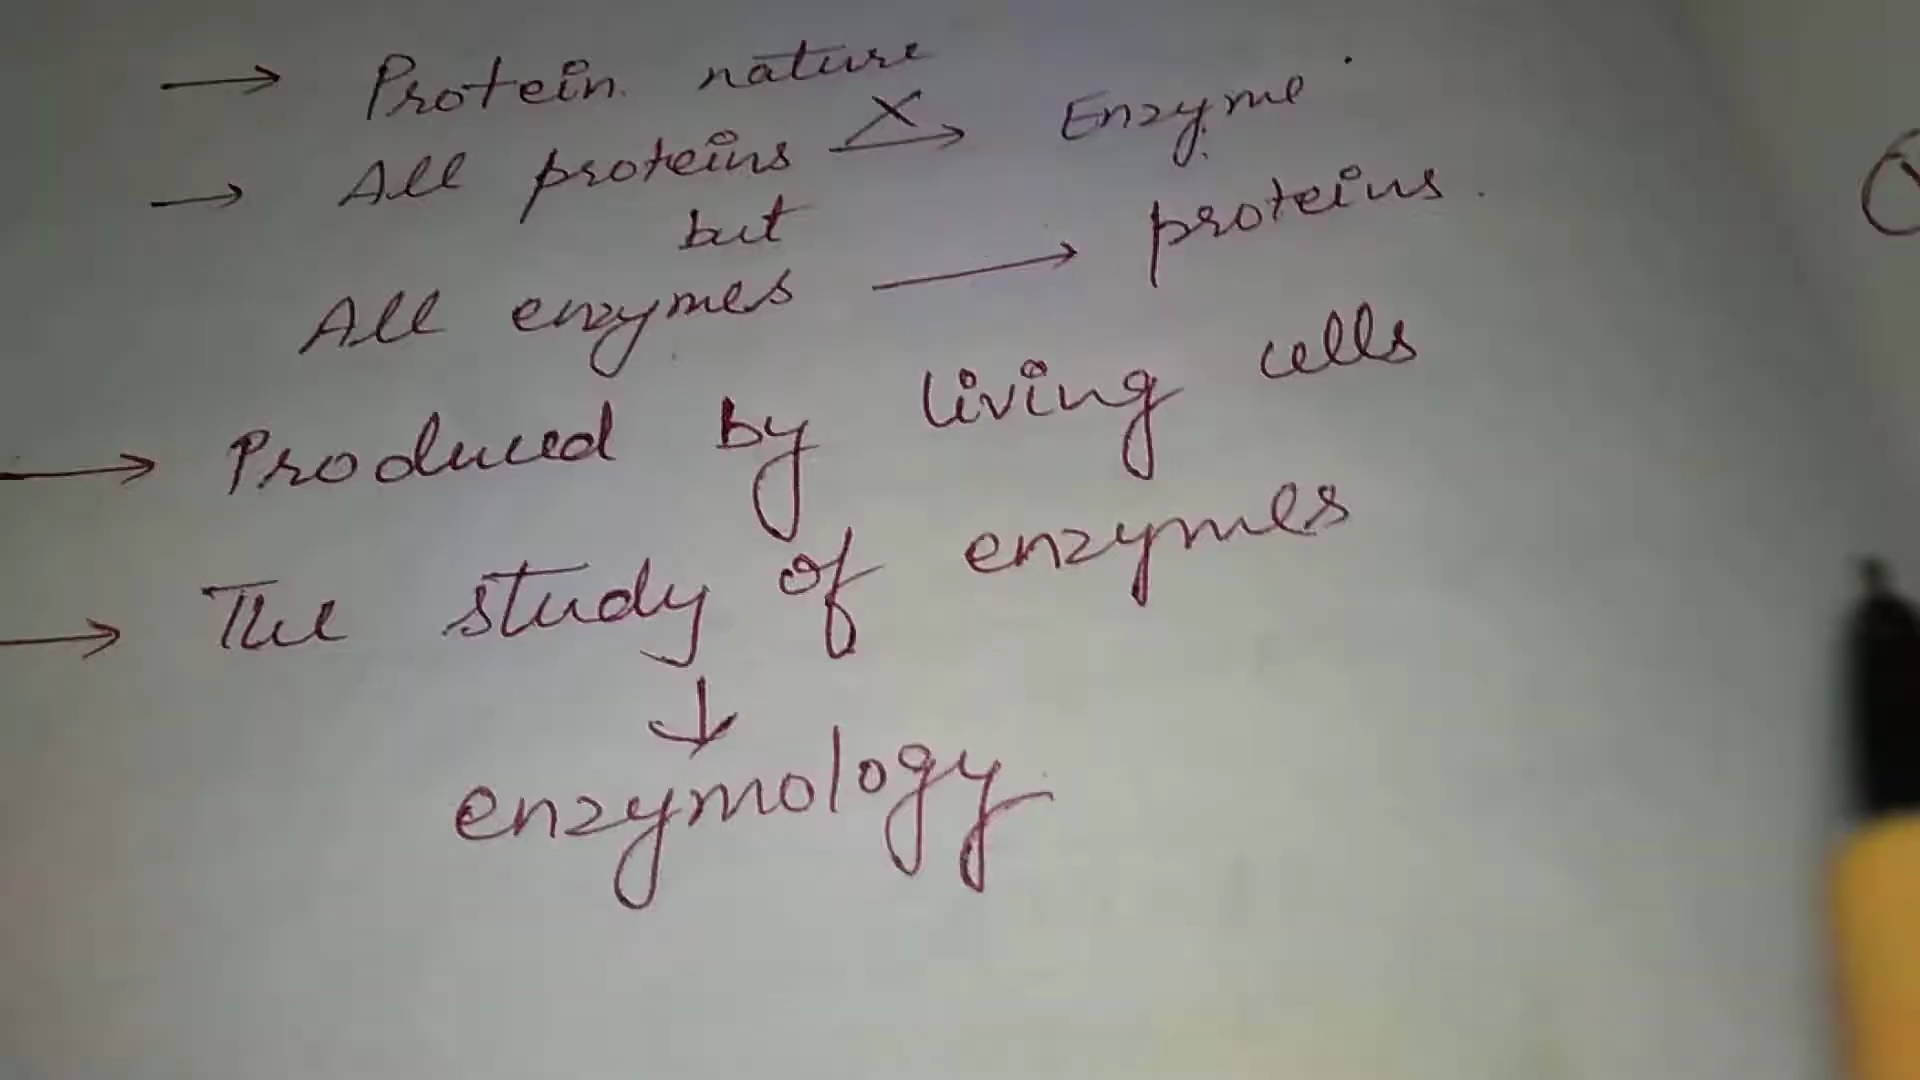 → Protein nature
→ All proteins ✗→ Enzyme.
but
All enzymes → proteins.
→ Produced by living cells
→ The study of enzymes
↓
enzymology